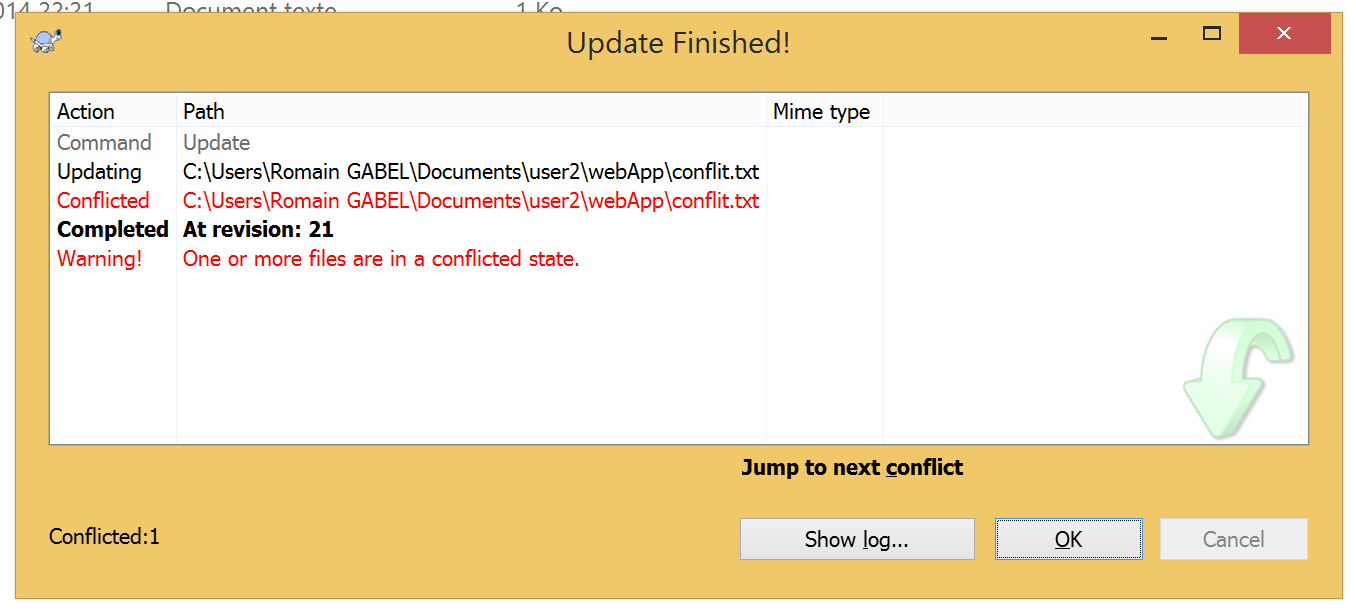 014 22:21 Document texte 1 Ko
Update Finished!
Action Path Mime type
Command Update
Updating C:\Users\Romain GABEL\Documents\user2\webApp\conflit.txt
Conflicted C:\Users\Romain GABEL\Documents\user2\webApp\conflit.txt
Completed At revision: 21
Warning! One or more files are in a conflicted state.
Jump to next conflict
Conflicted:1 Show log... OK Cancel